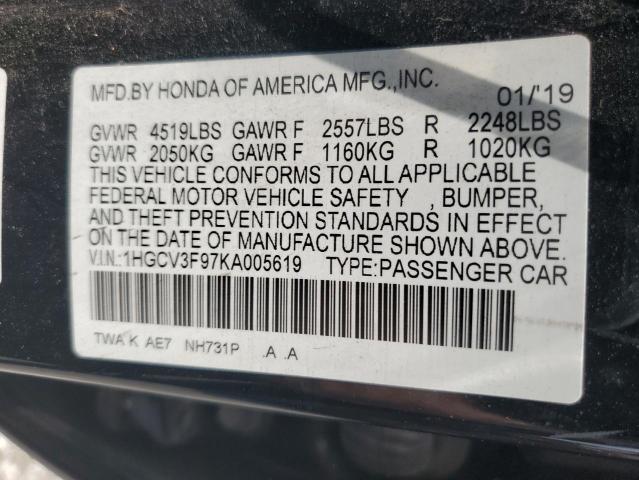 MFD.BY HONDA OF AMERICA MFG.,INC. 01/'19
GVWR 4519LBS GAWR F 2557LBS R 2248LBS
GVWR 2050KG GAWR F 1160KG R 1020KG
THIS VEHICLE CONFORMS TO ALL APPLICABLE
FEDERAL MOTOR VEHICLE SAFETY , BUMPER,
AND THEFT PREVENTION STANDARDS IN EFFECT
ON THE DATE OF MANUFACTURE SHOWN ABOVE.
V.I.N.:1HGCV3F97KA005619 TYPE:PASSENGER CAR
TWA K AE7 NH731P .A .A